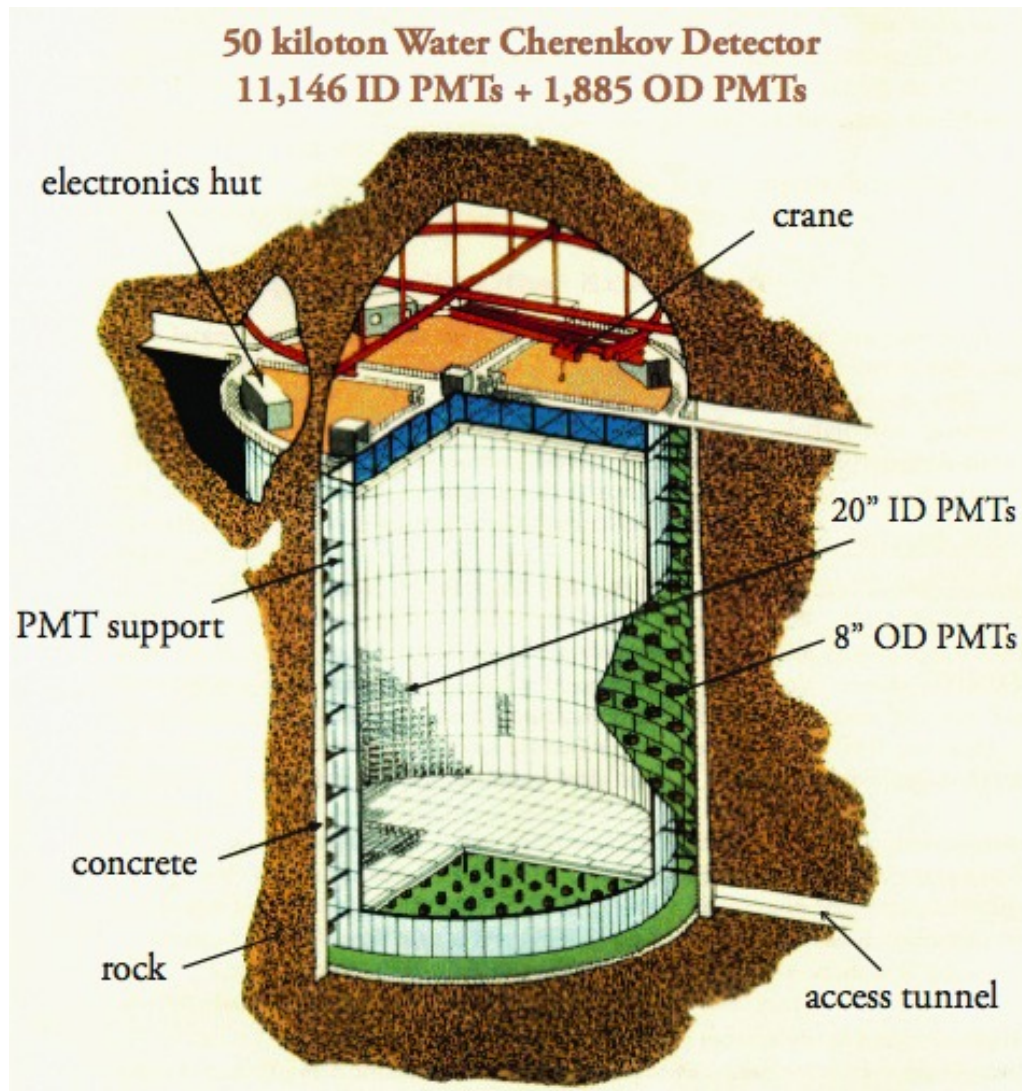 50 kiloton Water Cherenkov Detector
11,146 ID PMTs + 1,885 OD PMTs
electronics hut
crane
20” ID PMTs
PMT support
8” OD PMTs
concrete
rock
access tunnel